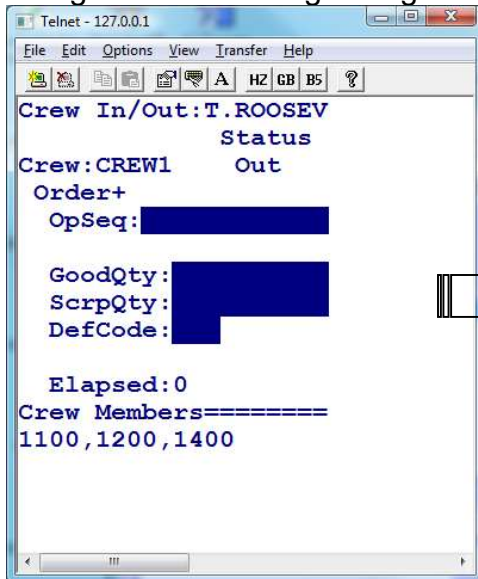 Telnet - 127.0.0.1
File Edit Options View Transfer Help
A HZ GB B5 ?
Crew In/Out:T.ROOSEV
Status
Crew:CREW1 Out
Order+
OpSeq:
GoodQty:
ScrpQty:
DefCode:
Elapsed:0
Crew Members========
1100,1200,1400